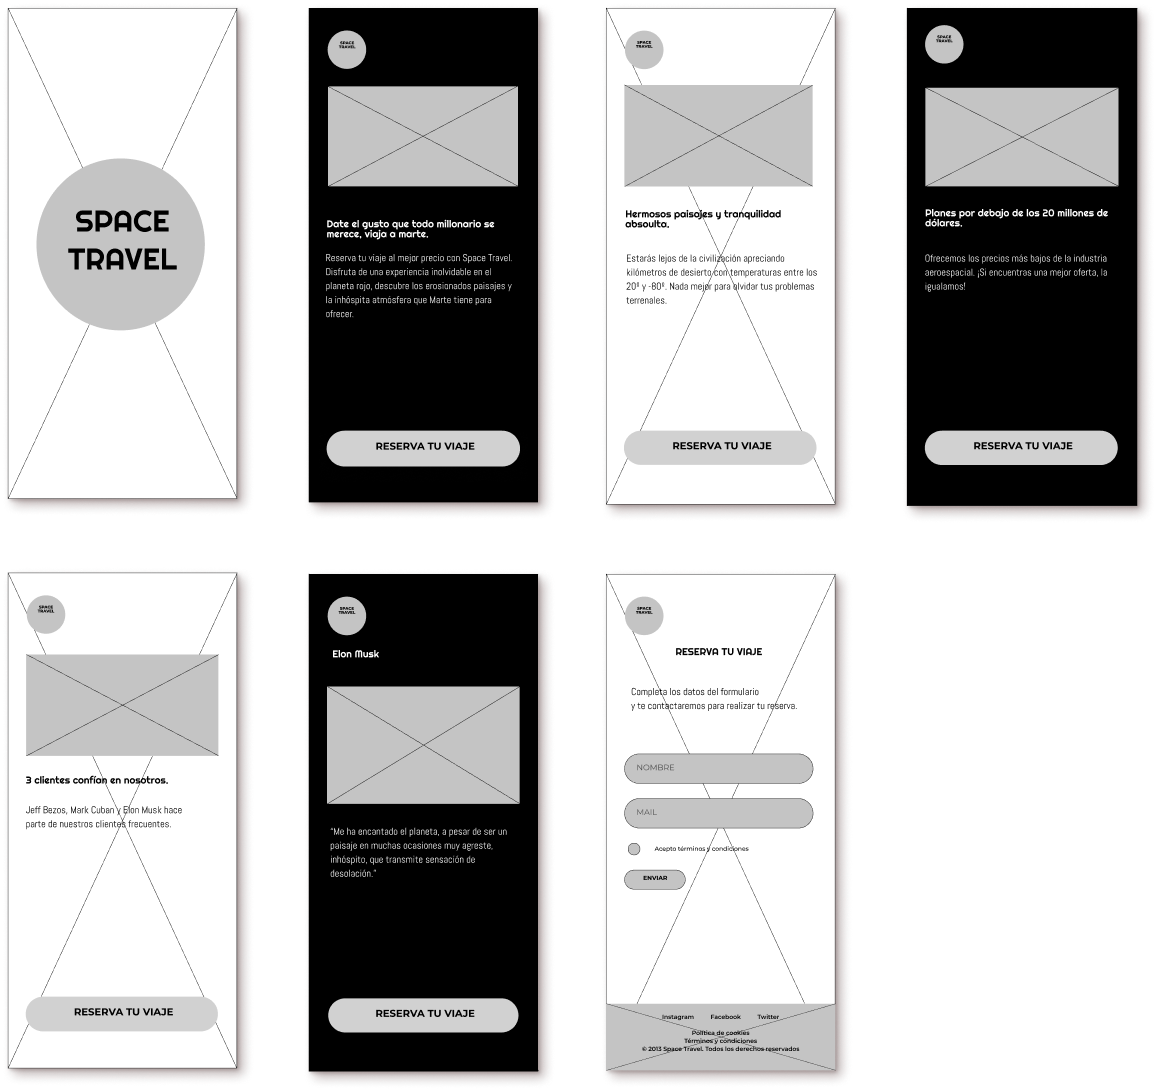 SPACE
TRAVEL
SPACE
TRAVEL
Date el gusto que todo millonario se
merece, viaja a marte.
Reserva tu viaje al mejor precio con Space Travel.
Disfruta de una experiencia inolvidable en el
planeta rojo, descubre los erosionados paisajes y
la inhóspita atmósfera que Marte tiene para
ofrecer.
RESERVA TU VIAJE
SPACE
TRAVEL
Hermosos paisajes y tranquilidad
absoulta.
Estarás lejos de la civilización apreciando
kilómetros de desierto con temperaturas entre los
20º y -80º. Nada mejor para olvidar tus problemas
terrenales.
RESERVA TU VIAJE
SPACE
TRAVEL
Planes por debajo de los 20 millones de
dólares.
Ofrecemos los precios más bajos de la industria
aeroespacial. ¡Si encuentras una mejor oferta, la
igualamos!
RESERVA TU VIAJE
SPACE
TRAVEL
3 clientes confían en nosotros.
Jeff Bezos, Mark Cuban y Elon Musk hace
parte de nuestros clientes frecuentes.
RESERVA TU VIAJE
SPACE
TRAVEL
Elon Musk
"Me ha encantado el planeta, a pesar de ser un
paisaje en muchas ocasiones muy agreste,
inhóspito, que transmite sensación de
desolación."
RESERVA TU VIAJE
SPACE
TRAVEL
RESERVA TU VIAJE
Completa los datos del formulario
y te contactaremos para realizar tu reserva.
NOMBRE
MAIL
Acepto términos y condiciones
ENVIAR
Instagram Facebook Twitter
Política de cookies
Términos y condiciones
© 2013 Space Travel. Todos los derechos reservados